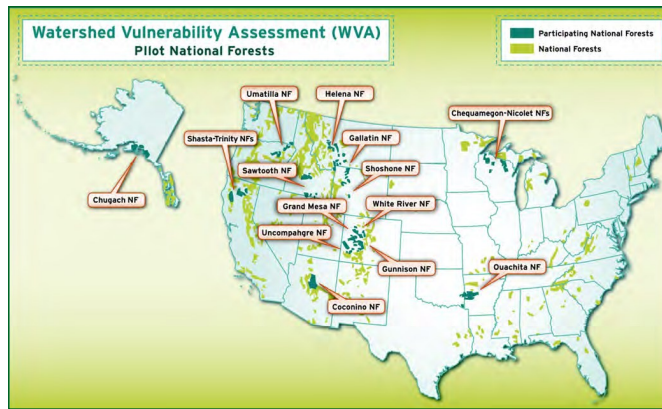 Watershed Vulnerability Assessment (WVA)
Pilot National Forests
Participating National Forests
National Forests
Umatilla NF
Helena NF
Chequamegon-Nicolet NFs
Shasta-Trinity NFs
Gallatin NF
Sawtooth NF
Shoshone NF
Chugach NF
Grand Mesa NF
White River NF
Uncompahgre NF
Gunnison NF
Ouachita NF
Coconino NF